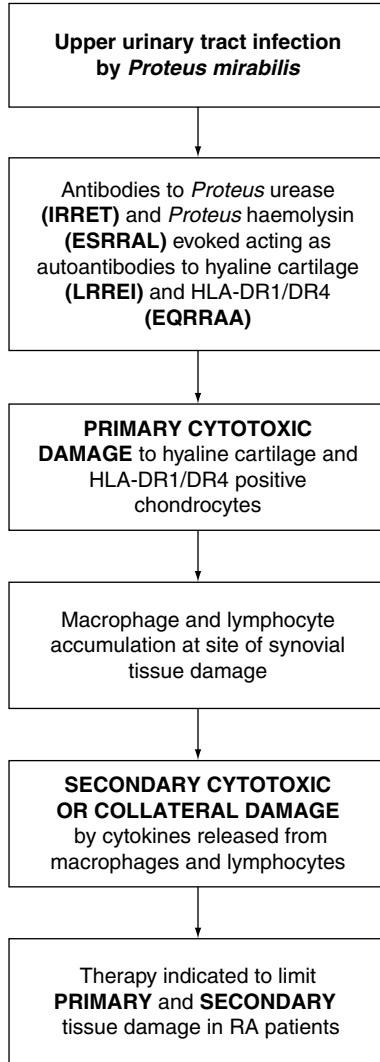 Upper urinary tract infection
by Proteus mirabilis
Antibodies to Proteus urease
(IRRET) and Proteus haemolysin
(ESRRAL) evoked acting as
autoantibodies to hyaline cartilage
(LRREI) and HLA-DR1/DR4
(EQRRAA)
PRIMARY CYTOTOXIC
DAMAGE to hyaline cartilage and
HLA-DR1/DR4 positive
chondrocytes
Macrophage and lymphocyte
accumulation at site of synovial
tissue damage
SECONDARY CYTOTOXIC
OR COLLATERAL DAMAGE
by cytokines released from
macrophages and lymphocytes
Therapy indicated to limit
PRIMARY and SECONDARY
tissue damage in RA patients